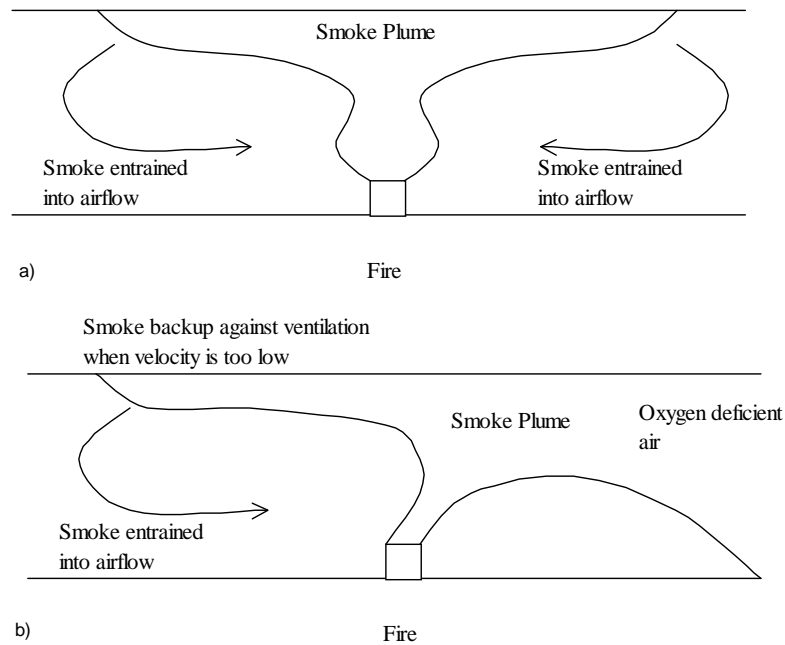 Smoke Plume
Smoke entrained
into airflow
Smoke entrained
into airflow
a)
Fire
Smoke backup against ventilation
when velocity is too low
Smoke Plume
Oxygen deficient
air
Smoke entrained
into airflow
b)
Fire